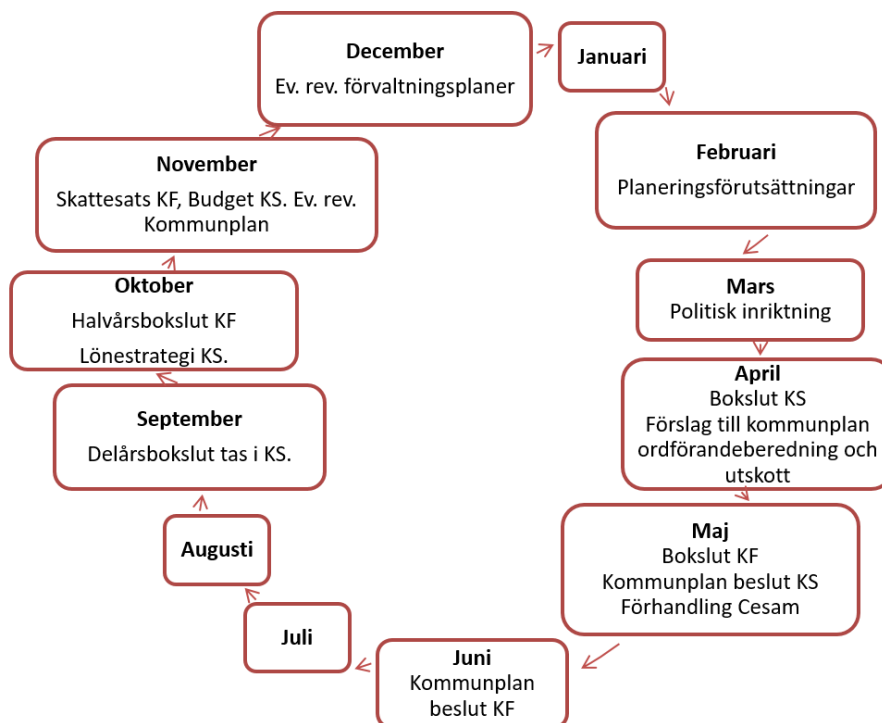 December
Ev. rev. förvaltningsplaner
Januari
Februari
Planeringsförutsättningar
Mars
Politisk inriktning
April
Bokslut KS
Förslag till kommunplan
ordförandeberedning och
utskott
Maj
Bokslut KF
Kommunplan beslut KS
Förhandling Cesam
Juni
Kommunplan
beslut KF
Juli
Augusti
September
Delårsbokslut tas i KS.
Oktober
Halvårsbokslut KF
Lönestrategi KS.
November
Skattesats KF, Budget KS. Ev. rev.
Kommunplan